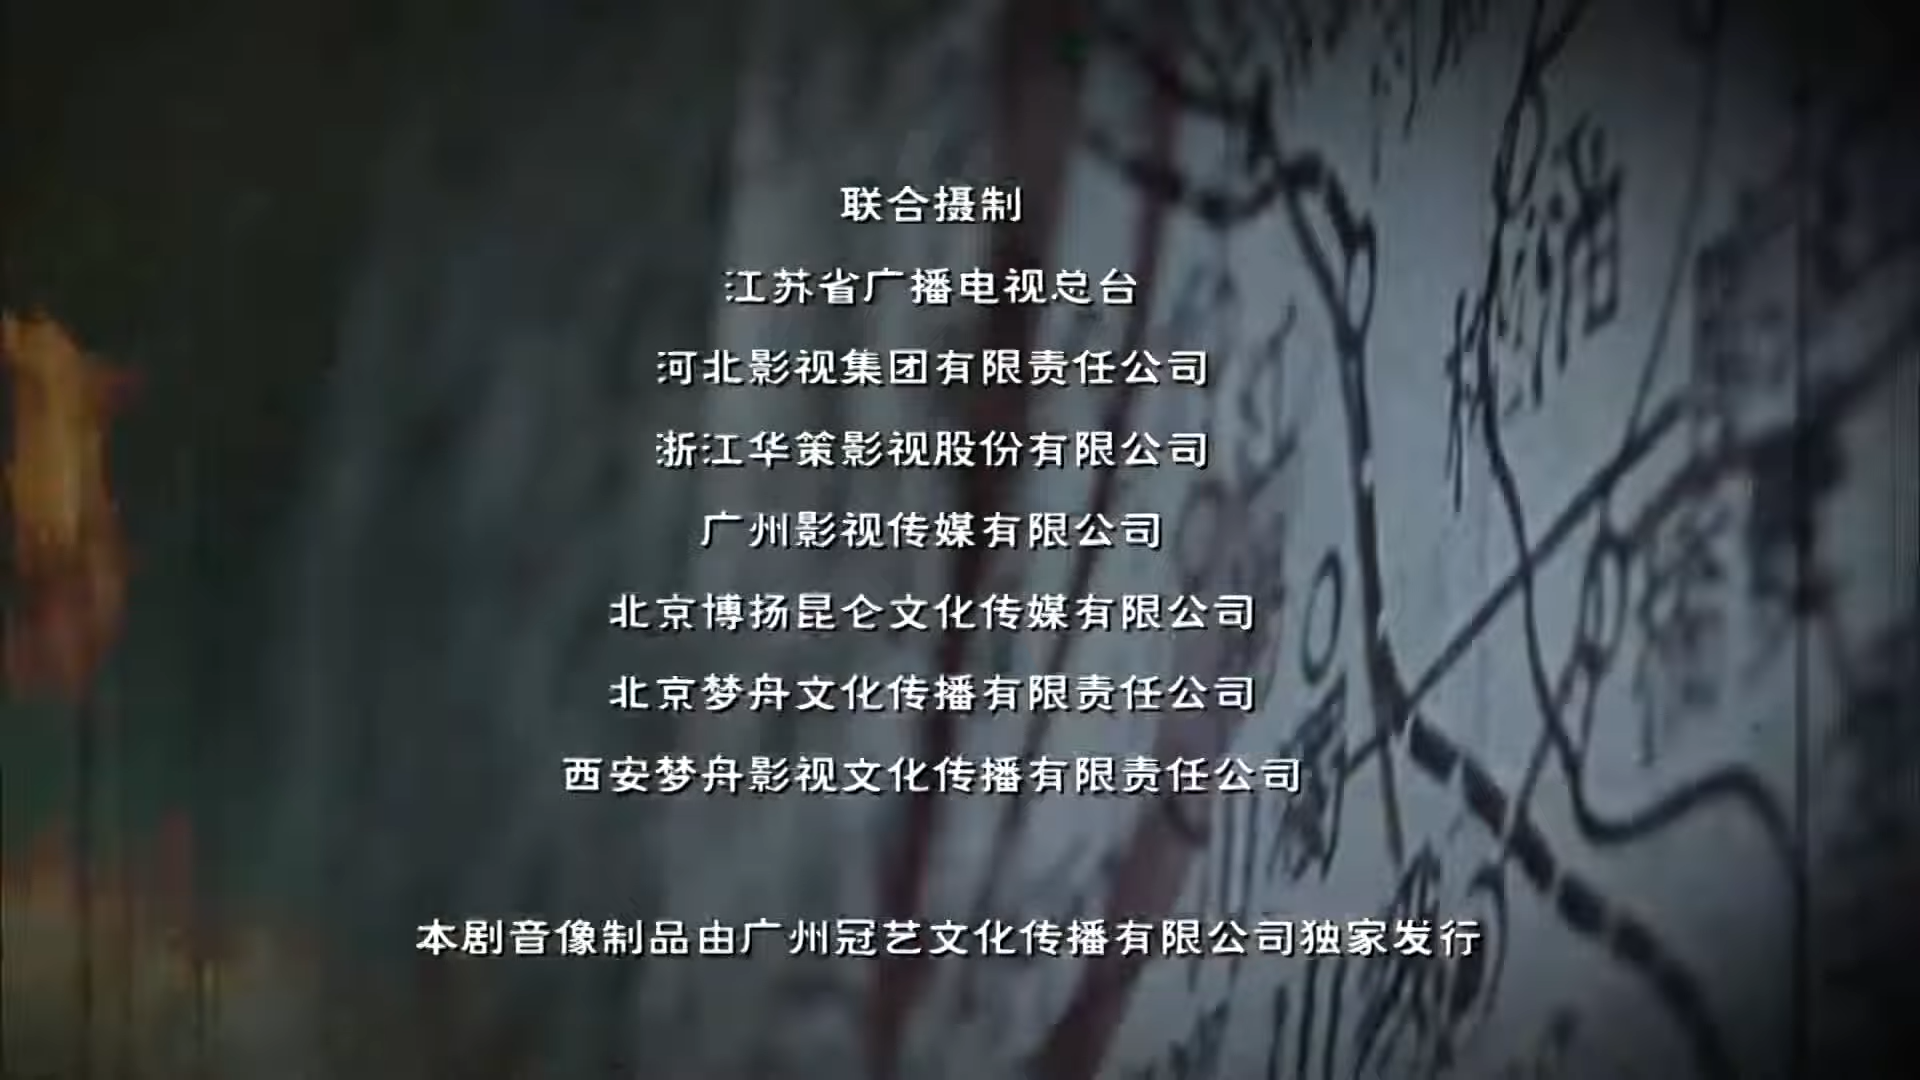 联合摄制
江苏省广播电视总台
河北影视集团有限责任公司
浙江华策影视股份有限公司
广州影视传媒有限公司
北京博扬昆仑文化传媒有限公司
北京梦舟文化传播有限责任公司
西安梦舟影视文化传播有限责任公司
本剧音像制品由广州冠艺文化传播有限公司独家发行